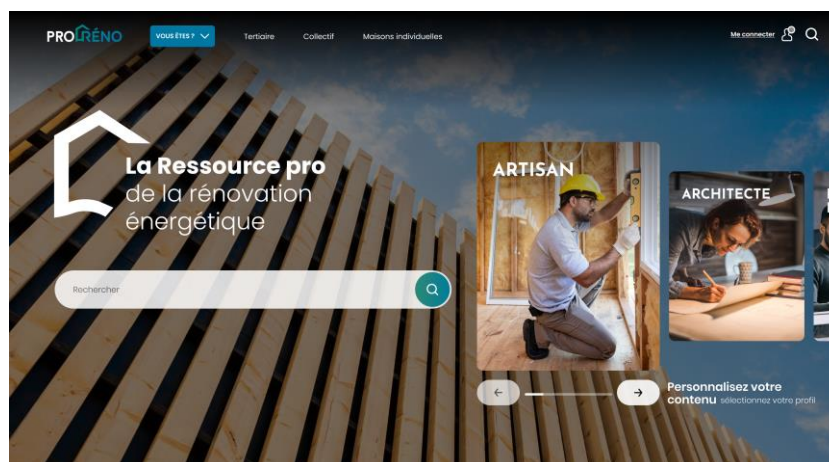 PRORÉNO
VOUS ÊTES ?
Tertiaire
Collectif
Maisons individuelles
Me connecter
La Ressource pro
de la rénovation
énergétique
Rechercher
ARTISAN
ARCHITECTE
Personnalisez votre
contenu sélectionnez votre profil